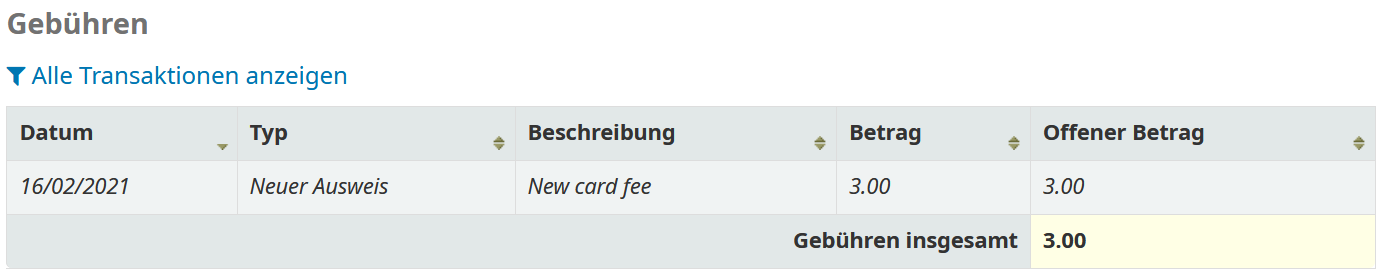 Gebühren
Alle Transaktionen anzeigen
Datum Typ Beschreibung Betrag Offener Betrag
16/02/2021 Neuer Ausweis New card fee 3.00 3.00
Gebühren insgesamt 3.00